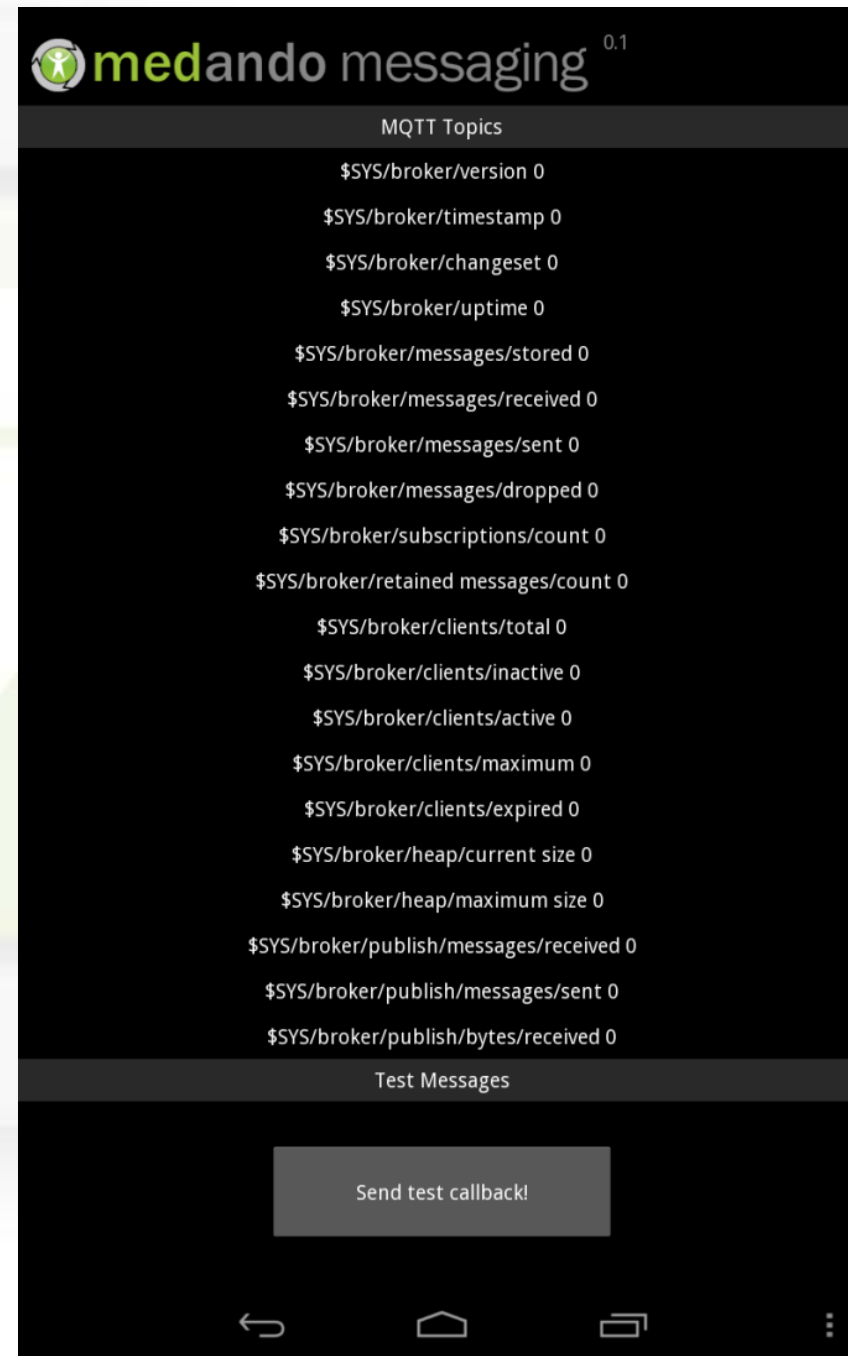 medando messaging 0.1
MQTT Topics
$SYS/broker/version 0
$SYS/broker/timestamp 0
$SYS/broker/changeset 0
$SYS/broker/uptime 0
$SYS/broker/messages/stored 0
$SYS/broker/messages/received 0
$SYS/broker/messages/sent 0
$SYS/broker/messages/dropped 0
$SYS/broker/subscriptions/count 0
$SYS/broker/retained messages/count 0
$SYS/broker/clients/total 0
$SYS/broker/clients/inactive 0
$SYS/broker/clients/active 0
$SYS/broker/clients/maximum 0
$SYS/broker/clients/expired 0
$SYS/broker/heap/current size 0
$SYS/broker/heap/maximum size 0
$SYS/broker/publish/messages/received 0
$SYS/broker/publish/messages/sent 0
$SYS/broker/publish/bytes/received 0
Test Messages
Send test callback!